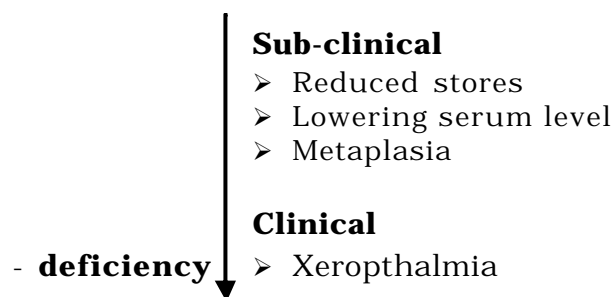 Sub-clinical
➢ Reduced stores
➢ Lowering serum level
➢ Metaplasia
Clinical
- deficiency ➢ Xeropthalmia